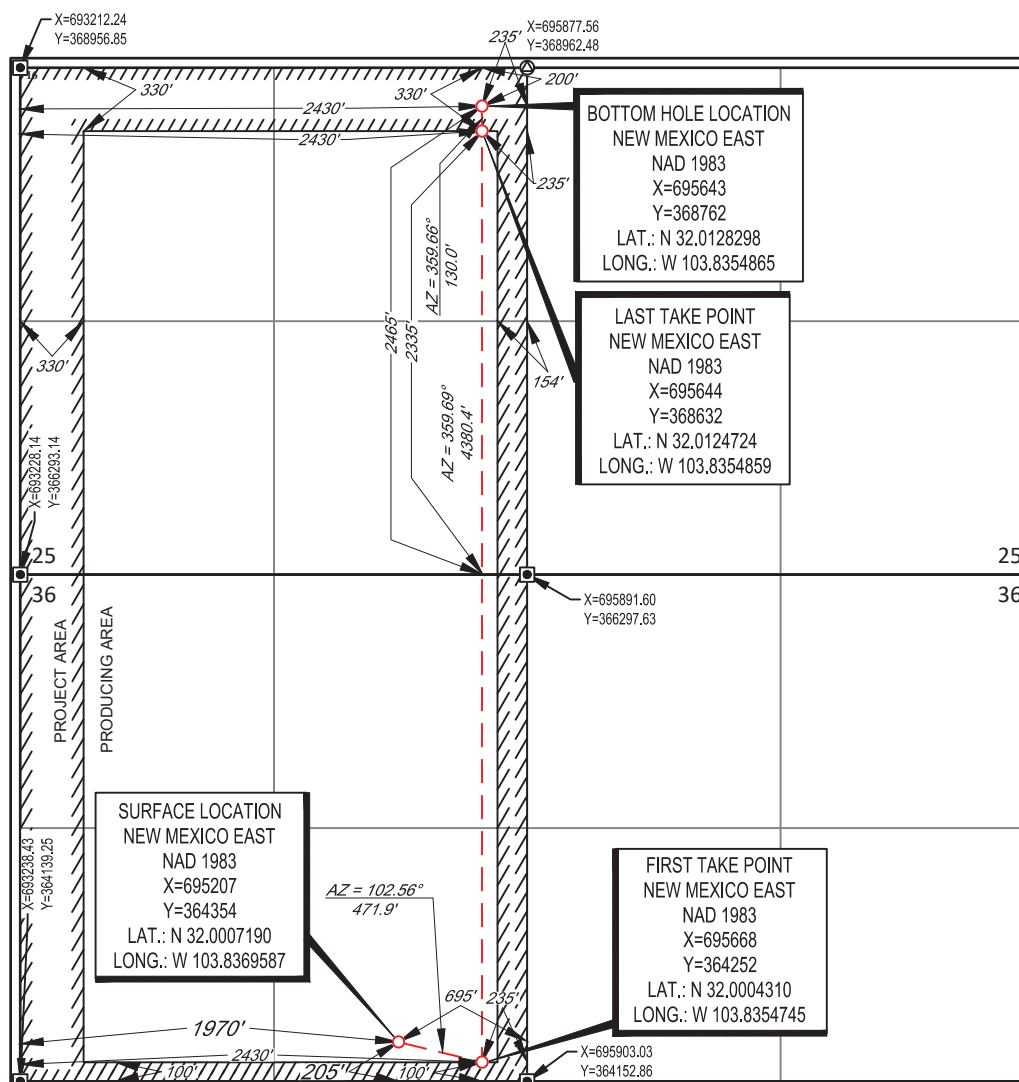 X=693212.24
Y=368956.85
235'
X=695877.56
Y=368962.48
16
330'
330'
200'
2430'
2430'
235'
BOTTOM HOLE LOCATION
NEW MEXICO EAST
NAD 1983
X=695643
Y=368762
LAT.: N 32.0128298
LONG.: W 103.8354865
AZ = 359.66°
130.0'
2465'
2335'
LAST TAKE POINT
NEW MEXICO EAST
NAD 1983
X=695644
Y=368632
LAT.: N 32.0124724
LONG.: W 103.8354859
330'
154'
AZ = 359.69°
4380.4'
X=693228.14
Y=366293.14
25
25
36
36
X=695891.60
Y=366297.63
PROJECT AREA
PRODUCING AREA
SURFACE LOCATION
NEW MEXICO EAST
NAD 1983
X=695207
Y=364354
LAT.: N 32.0007190
LONG.: W 103.8369587
X=693238.43
Y=364139.25
AZ = 102.56°
471.9'
FIRST TAKE POINT
NEW MEXICO EAST
NAD 1983
X=695668
Y=364252
LAT.: N 32.0004310
LONG.: W 103.8354745
695'
235'
1970'
2430'
100'
205'
100'
X=695903.03
Y=364152.86